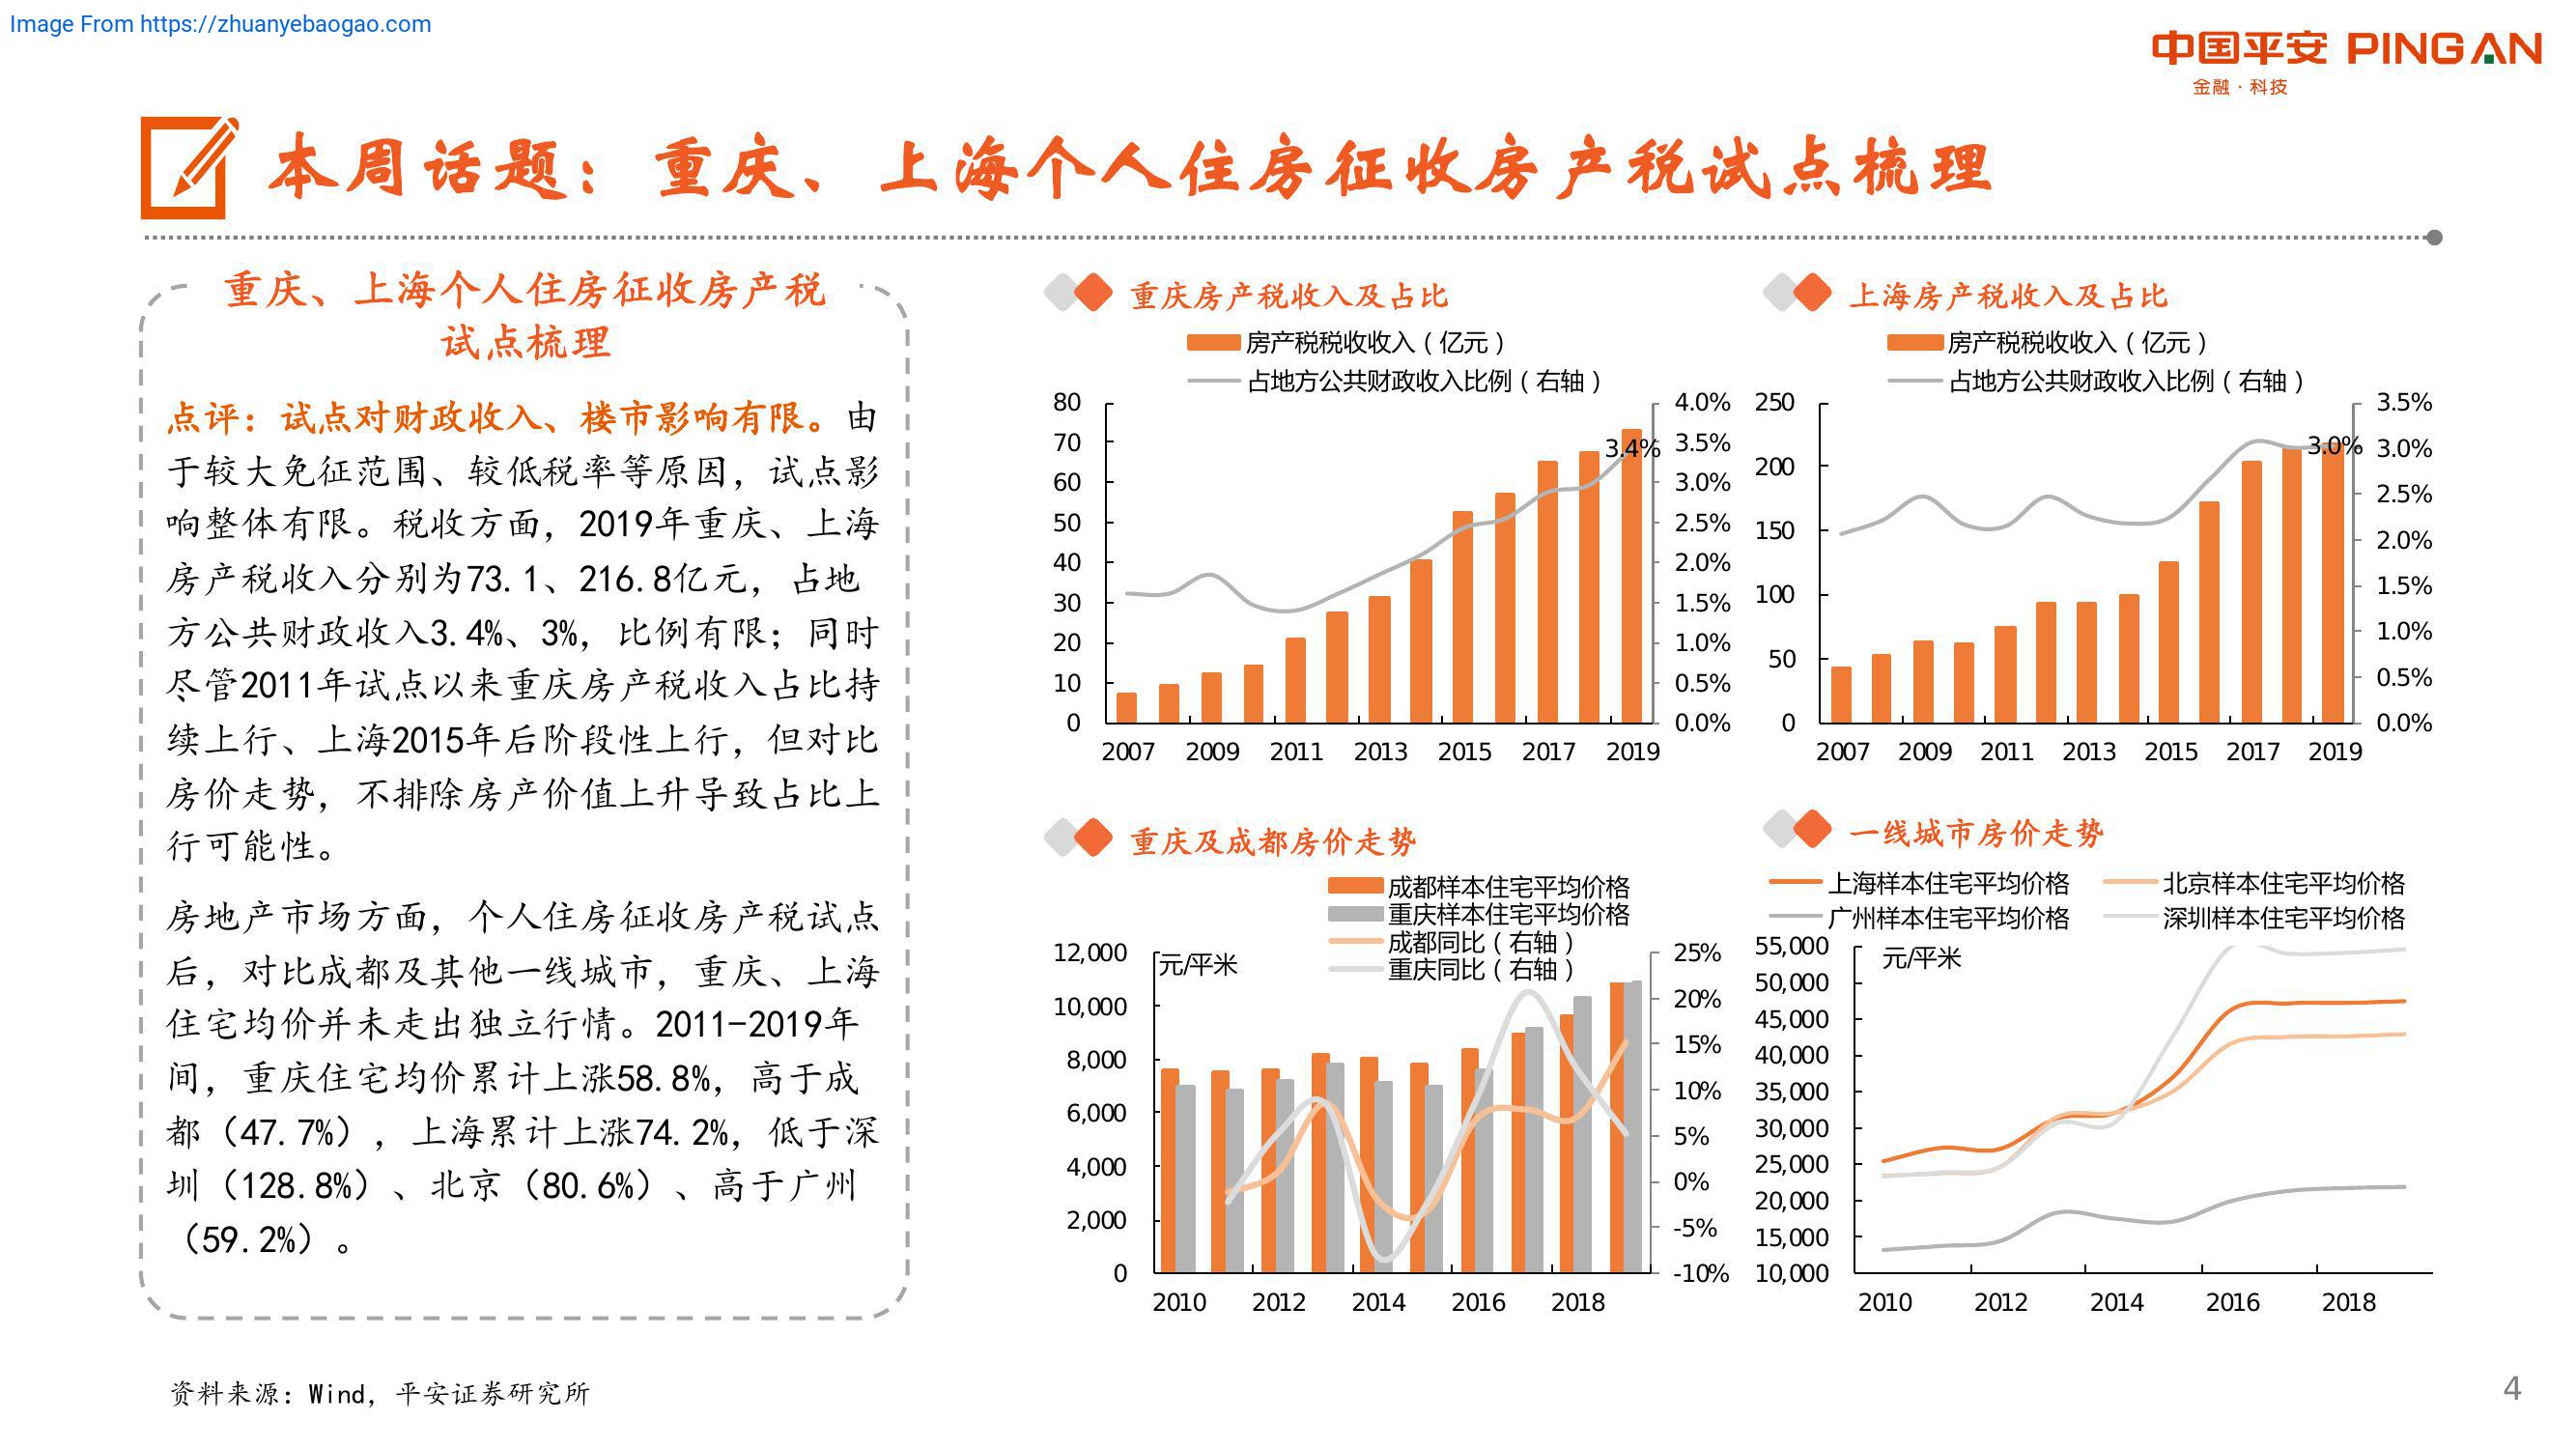 Image From https://zhuanyebaogao.com
中国平安 PINGAN
金融·科技
本周话题：重庆、上海个人住房征收房产税试点梳理
重庆、上海个人住房征收房产税
试点梳理
点评：试点对财政收入、楼市影响有限。由
于较大免征范围、较低税率等原因，试点影
响整体有限。税收方面，2019年重庆、上海
房产税收入分别为73.1、216.8亿元，占地
方公共财政收入3.4%、3%，比例有限；同时
尽管2011年试点以来重庆房产税收入占比持
续上行、上海2015年后阶段性上行，但对比
房价走势，不排除房产价值上升导致占比上
行可能性。
房地产市场方面，个人住房征收房产税试点
后，对比成都及其他一线城市，重庆、上海
住宅均价并未走出独立行情。2011-2019年
间，重庆住宅均价累计上涨58.8%，高于成
都（47.7%），上海累计上涨74.2%，低于深
圳（128.8%）、北京（80.6%）、高于广州
（59.2%）。
重庆房产税收入及占比
房产税税收收入（亿元）
占地方公共财政收入比例（右轴）
80
70
60
50
40
30
20
10
0
3.4%
4.0%
3.5%
3.0%
2.5%
2.0%
1.5%
1.0%
0.5%
0.0%
2007 2009 2011 2013 2015 2017 2019
上海房产税收入及占比
房产税税收收入（亿元）
占地方公共财政收入比例（右轴）
250
200
150
100
50
0
3.0%
3.5%
3.0%
2.5%
2.0%
1.5%
1.0%
0.5%
0.0%
2007 2009 2011 2013 2015 2017 2019
重庆及成都房价走势
成都样本住宅平均价格
重庆样本住宅平均价格
成都同比（右轴）
重庆同比（右轴）
元/平米
12,000
10,000
8,000
6,000
4,000
2,000
0
25%
20%
15%
10%
5%
0%
-5%
-10%
2010 2012 2014 2016 2018
一线城市房价走势
上海样本住宅平均价格 北京样本住宅平均价格
广州样本住宅平均价格 深圳样本住宅平均价格
元/平米
55,000
50,000
45,000
40,000
35,000
30,000
25,000
20,000
15,000
10,000
2010 2012 2014 2016 2018
资料来源：Wind，平安证券研究所
4